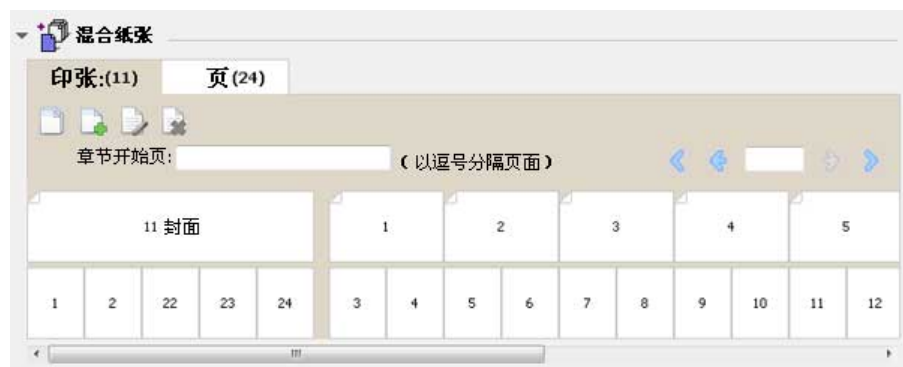 混合纸张
印张:(11) 页(24)
章节开始页: (以逗号分隔页面)
11 封面 1 2 3 4 5
1 2 22 23 24 3 4 5 6 7 8 9 10 11 12